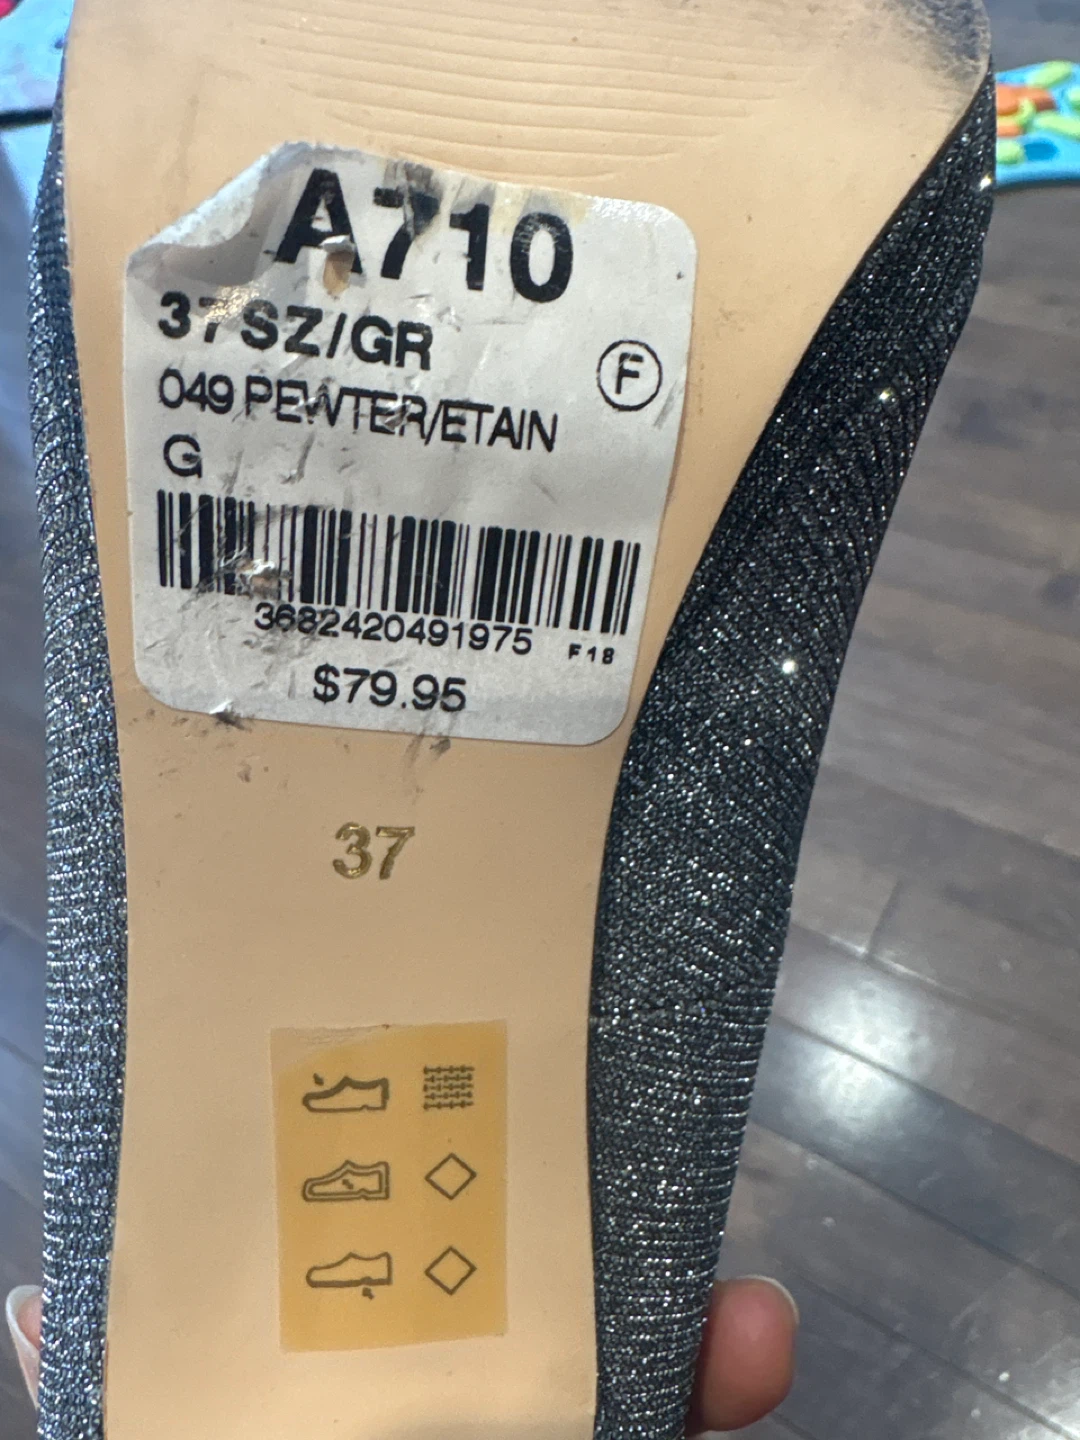 A710
37 SZ/GR
F
049 PEWTER/ETAIN
G
3682420491975 F18
$79.95
37